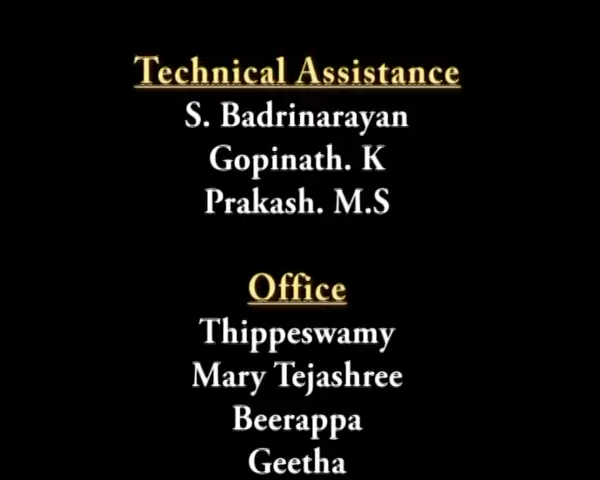 Technical Assistance
S. Badrinarayan
Gopinath. K
Prakash. M.S
Office
Thippeswamy
Mary Tejashree
Beerappa
Geetha